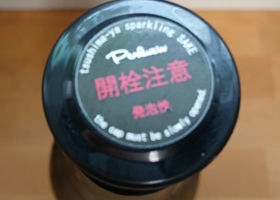 tsushima-ya sparkling SAKE
開栓注意
発泡性
the cap must be slowly opened.